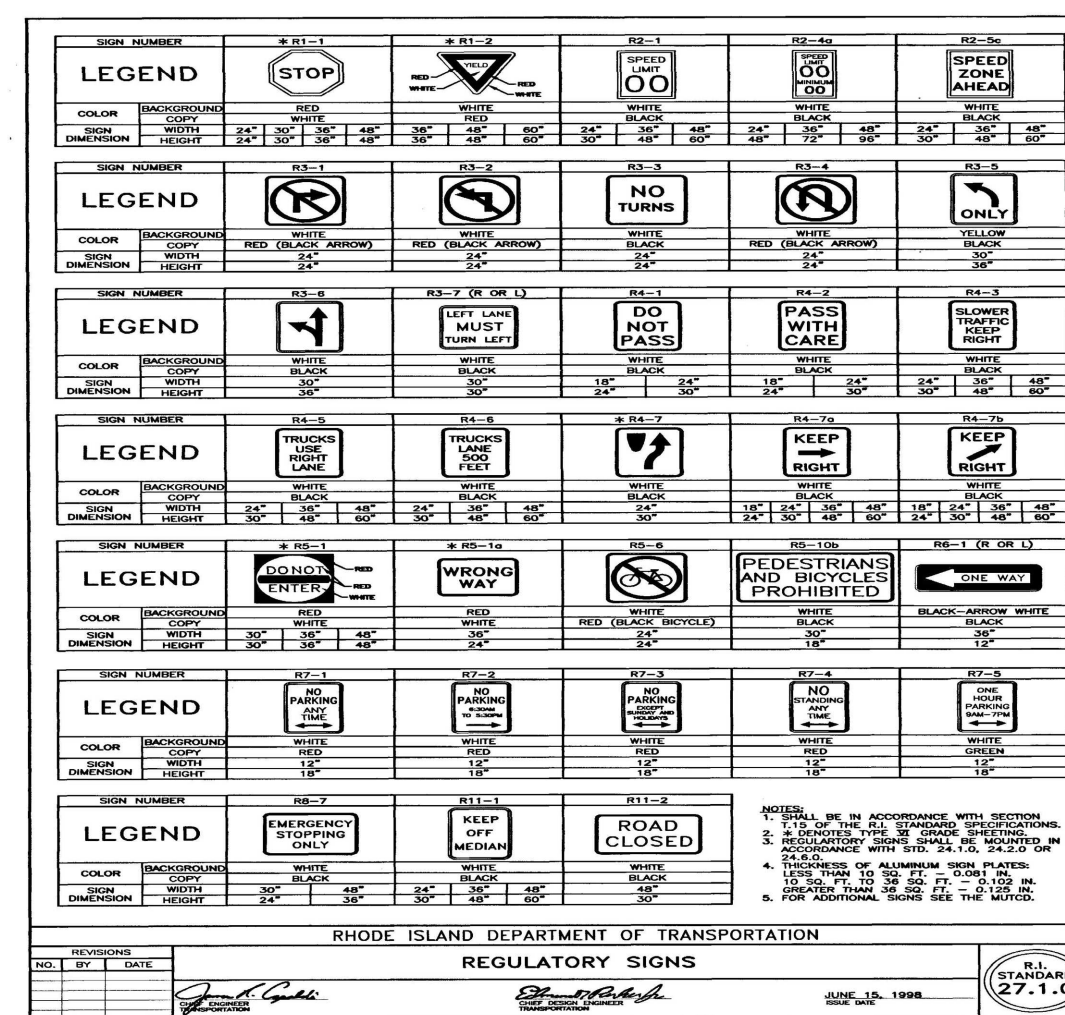 SIGN NUMBER * R1-1 * R1-2 R2-1 R2-4a R2-5c
LEGEND
STOP
YIELD
RED
WHITE
RED
WHITE
SPEED
LIMIT
00
SPEED
LIMIT
00
MINIMUM
00
SPEED
ZONE
AHEAD
COLOR BACKGROUND RED WHITE WHITE WHITE WHITE
COPY WHITE RED BLACK BLACK BLACK
SIGN DIMENSION WIDTH 24" 30" 36" 48" 36" 48" 60" 24" 36" 48" 24" 36" 48" 24" 36" 48"
HEIGHT 24" 30" 36" 48" 36" 48" 60" 30" 48" 60" 48" 72" 96" 30" 48" 60"
SIGN NUMBER R3-1 R3-2 R3-3 R3-4 R3-5
LEGEND
NO
TURNS
ONLY
COLOR BACKGROUND WHITE WHITE WHITE WHITE YELLOW
COPY RED (BLACK ARROW) RED (BLACK ARROW) BLACK RED (BLACK ARROW) BLACK
SIGN DIMENSION WIDTH 24" 24" 24" 24" 30"
HEIGHT 24" 24" 24" 24" 36"
SIGN NUMBER R3-6 R3-7 (R OR L) R4-1 R4-2 R4-3
LEGEND
LEFT LANE
MUST
TURN LEFT
DO
NOT
PASS
PASS
WITH
CARE
SLOWER
TRAFFIC
KEEP
RIGHT
COLOR BACKGROUND WHITE WHITE WHITE WHITE WHITE
COPY BLACK BLACK BLACK BLACK BLACK
SIGN DIMENSION WIDTH 30" 30" 18" 24" 18" 24" 24" 36" 48"
HEIGHT 36" 30" 24" 30" 24" 30" 30" 48" 60"
SIGN NUMBER R4-5 R4-6 * R4-7 R4-7a R4-7b
LEGEND
TRUCKS
USE
RIGHT
LANE
TRUCKS
LANE
500
FEET
KEEP
RIGHT
KEEP
RIGHT
COLOR BACKGROUND WHITE WHITE WHITE WHITE WHITE
COPY BLACK BLACK BLACK BLACK BLACK
SIGN DIMENSION WIDTH 24" 36" 48" 24" 36" 48" 24" 18" 24" 36" 48" 18" 24" 36" 48"
HEIGHT 30" 48" 60" 30" 48" 60" 30" 24" 30" 48" 60" 24" 30" 48" 60"
SIGN NUMBER * R5-1 * R5-1a R5-6 R5-10b R6-1 (R OR L)
LEGEND
DO NOT
ENTER
RED
RED
WHITE
WRONG
WAY
PEDESTRIANS
AND BICYCLES
PROHIBITED
ONE WAY
COLOR BACKGROUND RED RED WHITE WHITE BLACK-ARROW WHITE
COPY WHITE WHITE RED (BLACK BICYCLE) BLACK BLACK
SIGN DIMENSION WIDTH 30" 36" 48" 36" 24" 30" 36"
HEIGHT 30" 36" 48" 24" 24" 18" 12"
SIGN NUMBER R7-1 R7-2 R7-3 R7-4 R7-5
LEGEND
NO
PARKING
ANY
TIME
NO
PARKING
8:30AM
TO 5:30PM
NO
PARKING
EXCEPT
SUNDAY AND
HOLIDAYS
NO
STANDING
ANY
TIME
ONE
HOUR
PARKING
9AM-7PM
COLOR BACKGROUND WHITE WHITE WHITE WHITE WHITE
COPY RED RED RED RED GREEN
SIGN DIMENSION WIDTH 12" 12" 12" 12" 12"
HEIGHT 18" 18" 18" 18" 18"
SIGN NUMBER R8-7 R11-1 R11-2
LEGEND
EMERGENCY
STOPPING
ONLY
KEEP
OFF
MEDIAN
ROAD
CLOSED
COLOR BACKGROUND WHITE WHITE WHITE
COPY BLACK BLACK BLACK
SIGN DIMENSION WIDTH 30" 48" 24" 36" 48" 48"
HEIGHT 24" 36" 30" 48" 60" 30"
NOTES:
1. SHALL BE IN ACCORDANCE WITH SECTION
T.15 OF THE R.I. STANDARD SPECIFICATIONS.
2. * DENOTES TYPE VI GRADE SHEETING.
3. REGULARTORY SIGNS SHALL BE MOUNTED IN
ACCORDANCE WITH STD. 24.1.0, 24.2.0 OR
24.6.0.
4. THICKNESS OF ALUMINUM SIGN PLATES:
LESS THAN 10 SQ. FT. - 0.081 IN.
10 SQ. FT. TO 36 SQ. FT. - 0.102 IN.
GREATER THAN 36 SQ. FT. - 0.125 IN.
5. FOR ADDITIONAL SIGNS SEE THE MUTCD.
RHODE ISLAND DEPARTMENT OF TRANSPORTATION
REVISIONS
NO. BY DATE
REGULATORY SIGNS
CHIEF ENGINEER
TRANSPORTATION
CHIEF DESIGN ENGINEER
TRANSPORTATION
JUNE 15, 1998
ISSUE DATE
R.I.
STANDARD
27.1.0